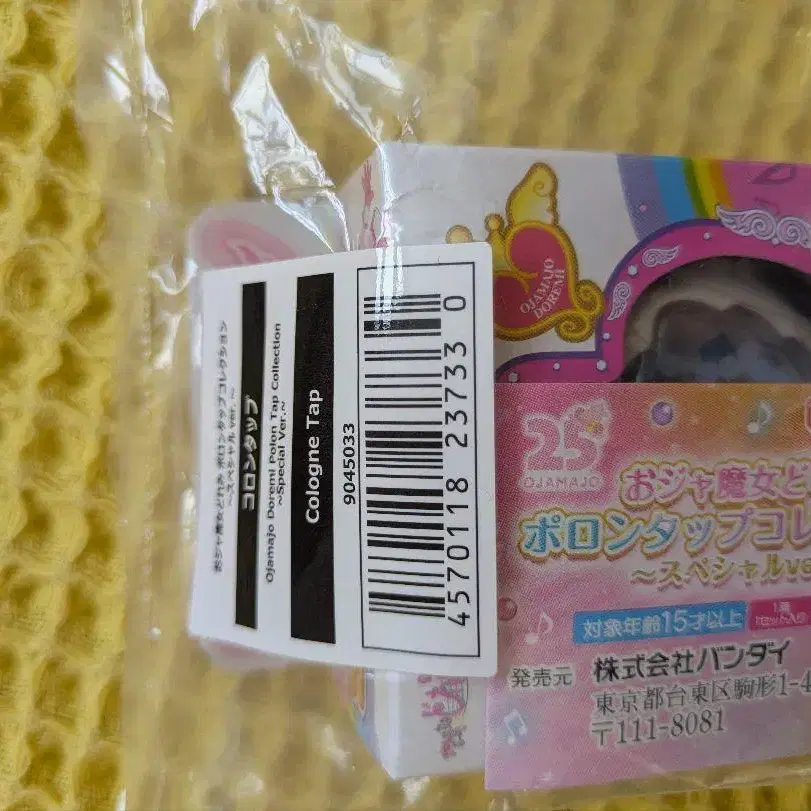 おジャ魔女どれみ ポロンタップ コレクション
~スペシャル ver.~
コロンタップ
Ojamajo Doremi Polon Tap Collection
~Special Ver.~
Cologne Tap
9045033
4570118 237330
OJAMAJO
DOREMI
25
OJAMAJO
おジャ魔女ど
ポロンタップコレ
~スペシャルve
対象年齢15才以上
発売元 株式会社バンダイ
東京都台東区駒形1-4
〒111-8081